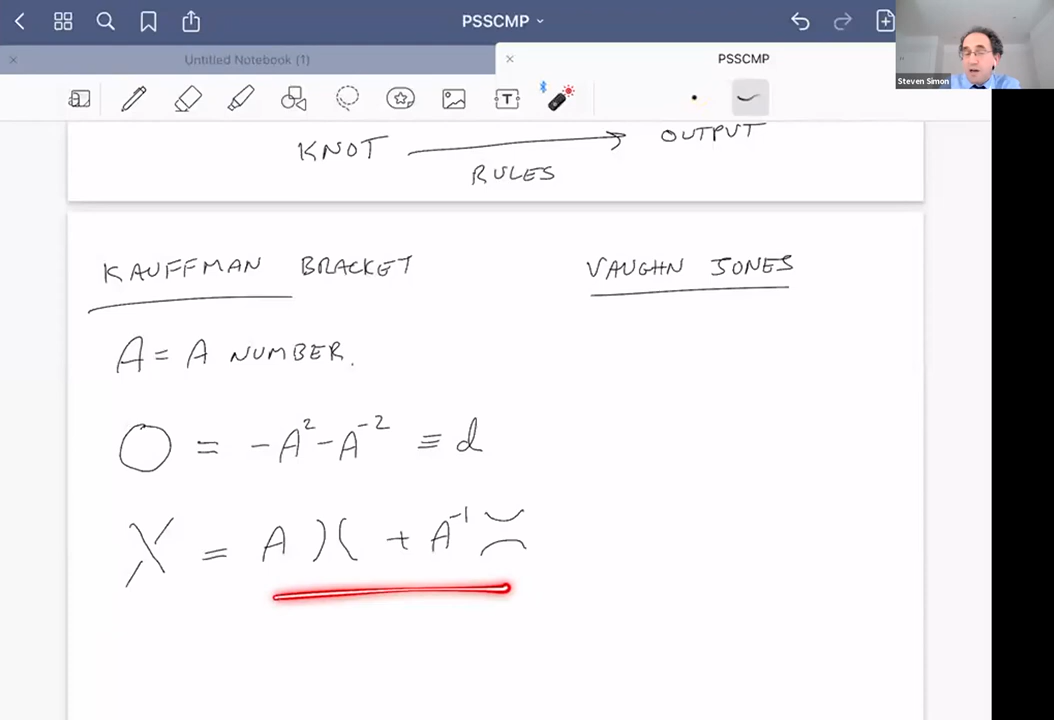 PSSCMP
Untitled Notebook (1)
PSSCMP
Steven Simon
T
KNOT OUTPUT
RULES
KAUFFMAN BRACKET VAUGHN JONES
A = A NUMBER.
O = -A² - A⁻² ≡ d
X = A )( + A⁻¹ ≍